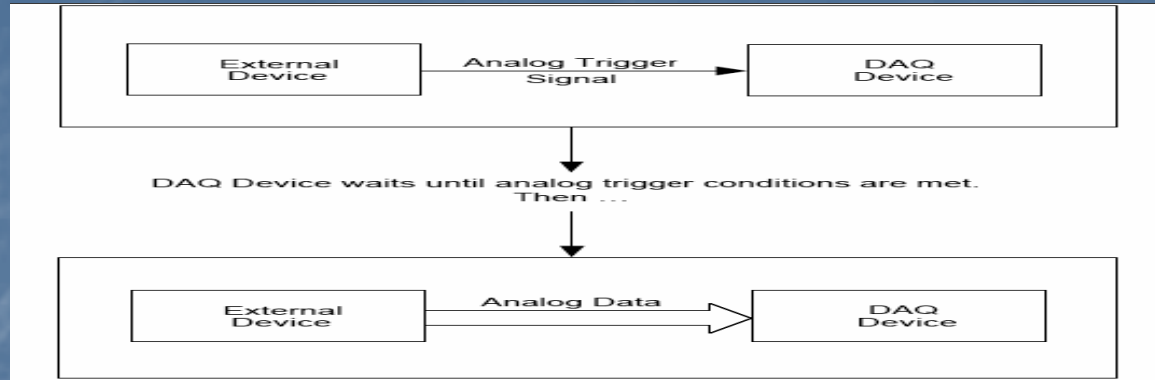 External
Device
Analog Trigger
Signal
DAQ
Device
DAQ Device waits until analog trigger conditions are met.
Then ...
External
Device
Analog Data
DAQ
Device